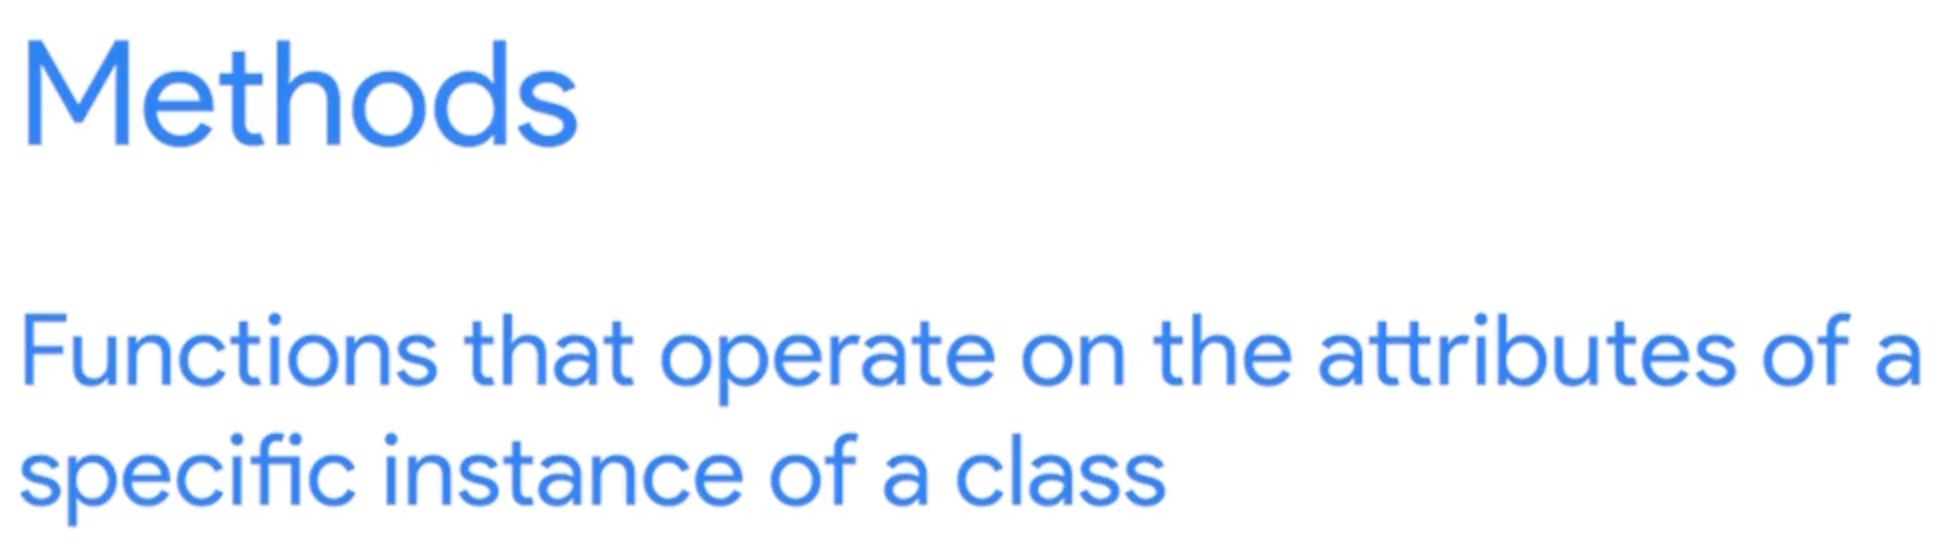 Methods
Functions that operate on the attributes of a
specific instance of a class